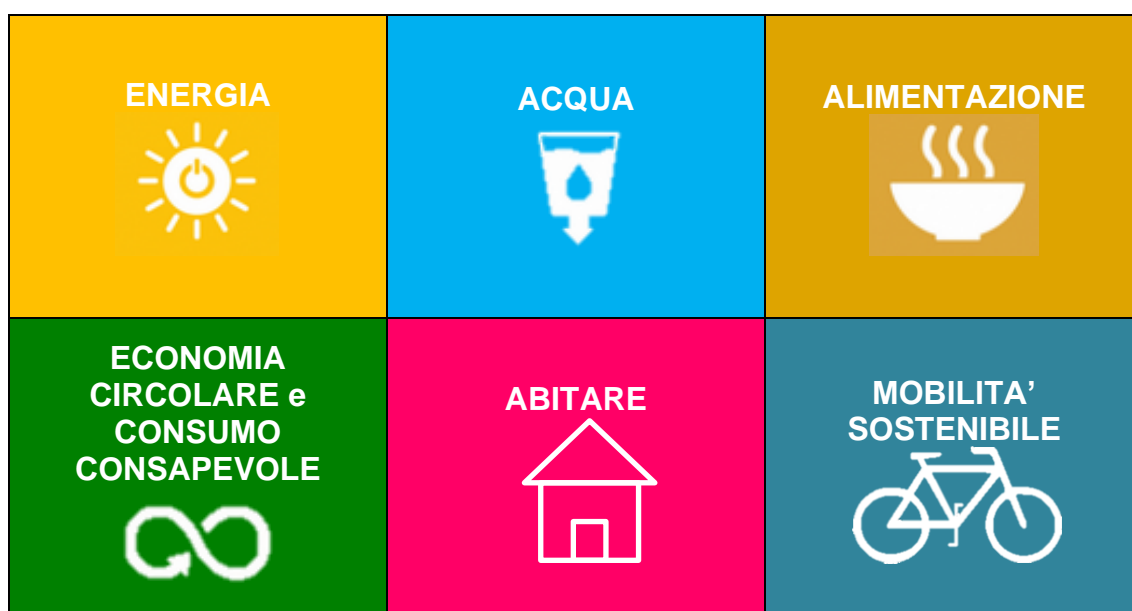 ENERGIA
ACQUA
ALIMENTAZIONE
ECONOMIA
CIRCOLARE e
CONSUMO
CONSAPEVOLE
ABITARE
MOBILITA’
SOSTENIBILE